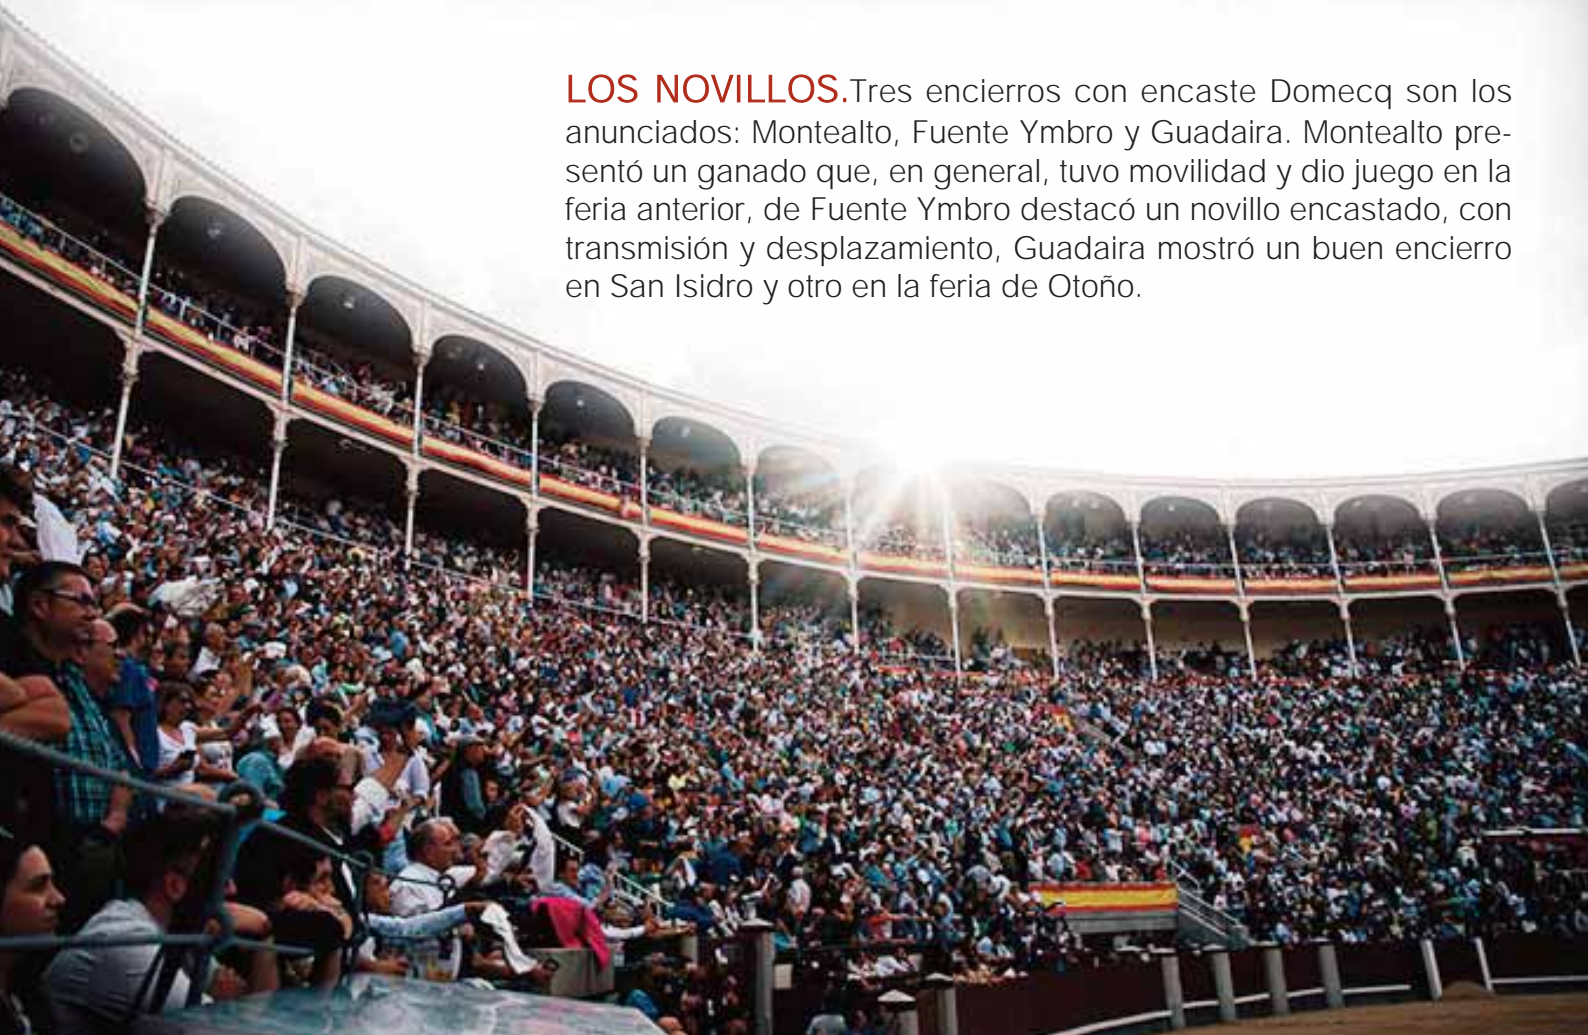 LOS NOVILLOS.Tres encierros con encaste Domecq son los
anunciados: Montealto, Fuente Ymbro y Guadaira. Montealto pre-
sentó un ganado que, en general, tuvo movilidad y dio juego en la
feria anterior, de Fuente Ymbro destacó un novillo encastado, con
transmisión y desplazamiento, Guadaira mostró un buen encierro
en San Isidro y otro en la feria de Otoño.